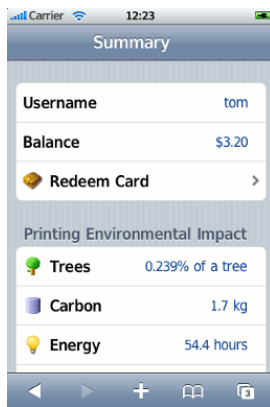 Carrier 12:23
Summary
Username tom
Balance $3.20
Redeem Card
Printing Environmental Impact
Trees 0.239% of a tree
Carbon 1.7 kg
Energy 54.4 hours
3